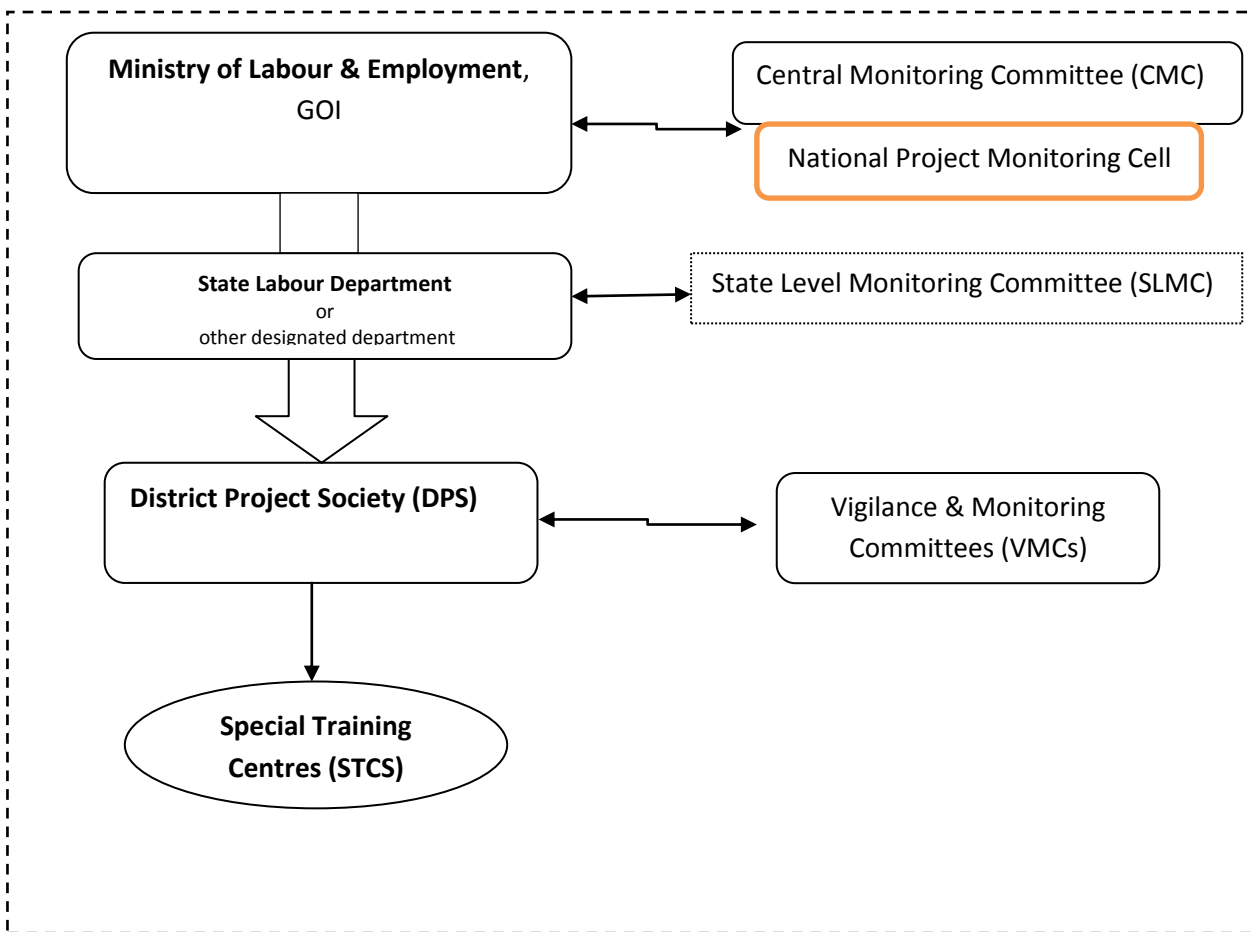 Ministry of Labour & Employment,
GOI
Central Monitoring Committee (CMC)
National Project Monitoring Cell
State Labour Department
or
other designated department
State Level Monitoring Committee (SLMC)
District Project Society (DPS)
Vigilance & Monitoring
Committees (VMCs)
Special Training
Centres (STCS)